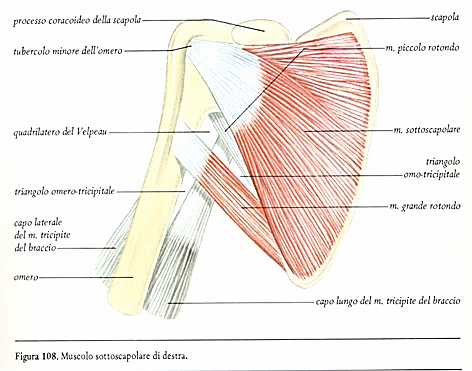 processo coracoideo della scapola
scapola
tubercolo minore dell'omero
m. piccolo rotondo
quadrilatero del Velpeau
m. sottoscapolare
triangolo
omo-tricipitale
triangolo omero-tricipitale
m. grande rotondo
capo laterale
del m. tricipite
del braccio
omero
capo lungo del m. tricipite del braccio
Figura 108. Muscolo sottoscapolare di destra.